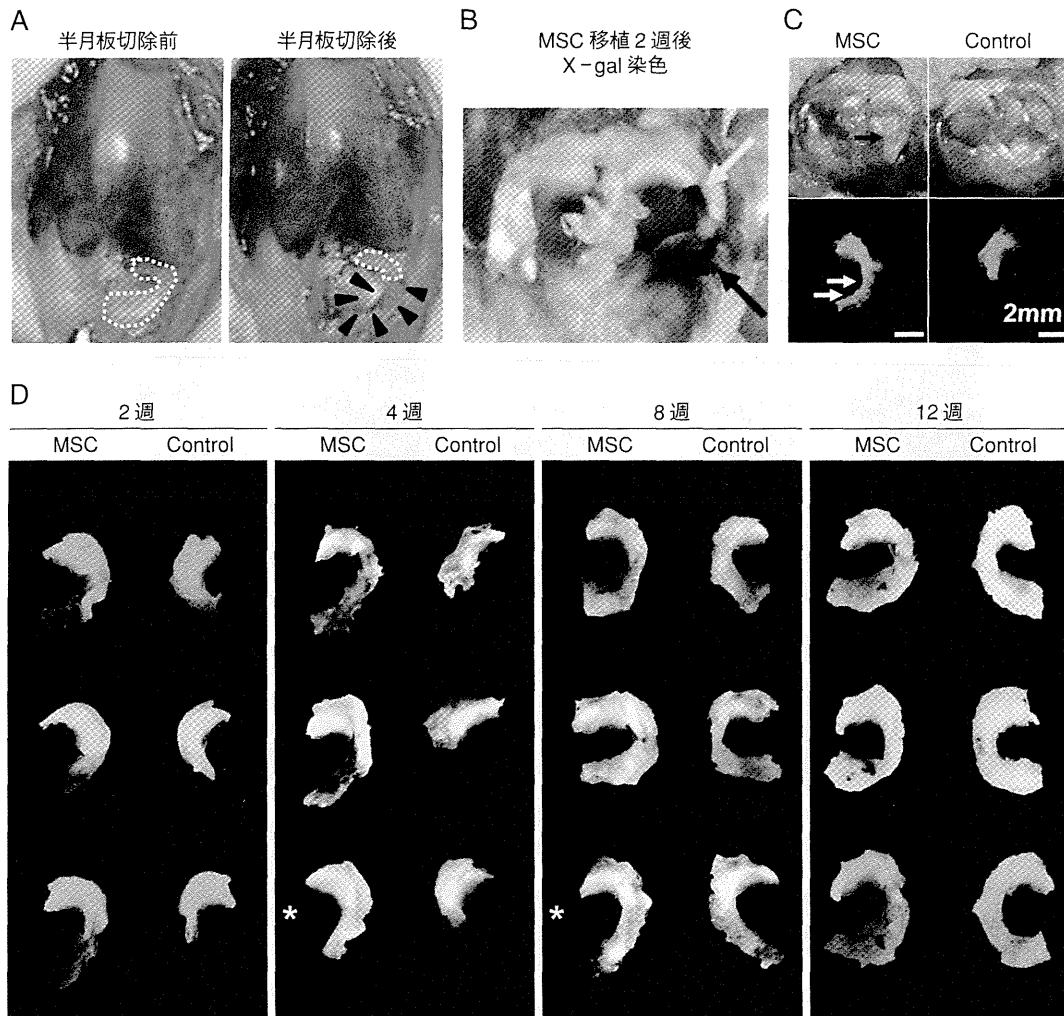 A
半月板切除前
半月板切除後
B
MSC 移植 2 週後
X-gal 染色
C
MSC
Control
2mm
D
2 週
4 週
8 週
12 週
MSC
Control
MSC
Control
MSC
Control
MSC
Control
*
*